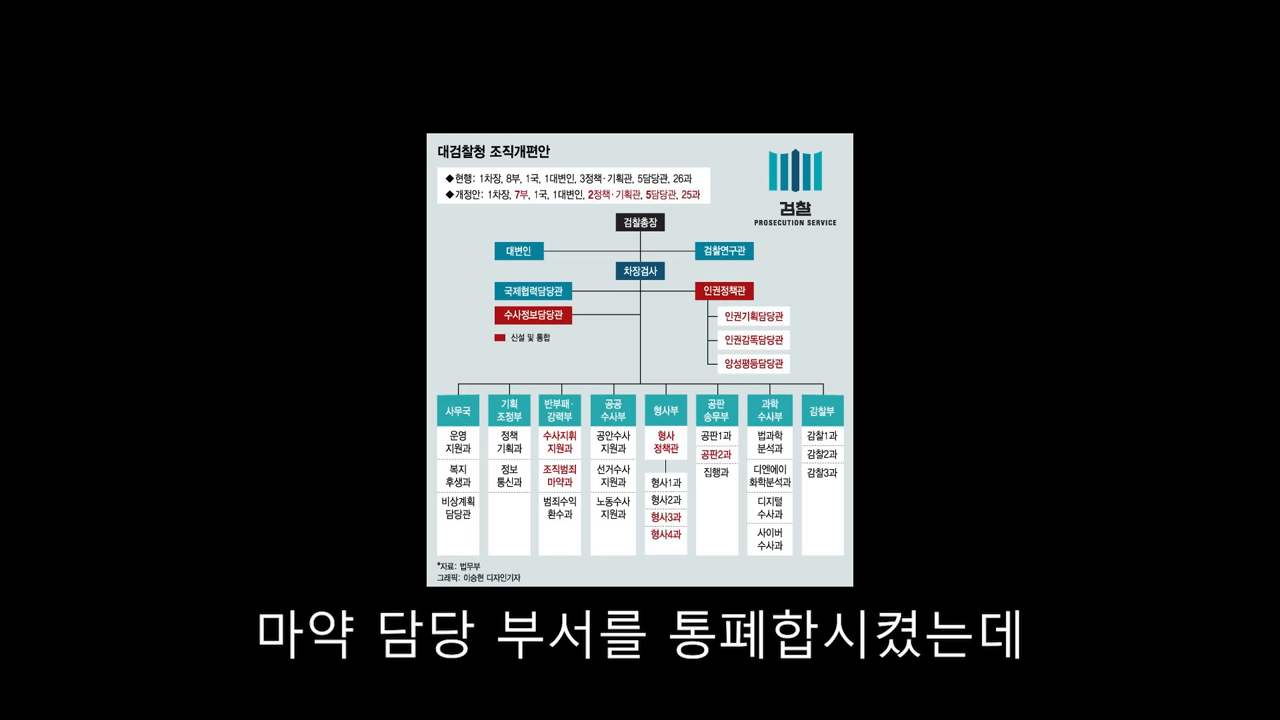 대검찰청 조직개편안
◆현행: 1차장, 8부, 1국, 1대변인, 3정책·기획관, 5담당관, 26과
◆개정안: 1차장, 7부, 1국, 1대변인, 2정책·기획관, 5담당관, 25과
검찰
PROSECUTION SERVICE
검찰총장
대변인
검찰연구관
차장검사
국제협력담당관
인권정책관
수사정보담당관
인권기획담당관
신설 및 통합
인권감독담당관
양성평등담당관
사무국
운영
지원과
복지
후생과
비상계획
담당관
기획
조정부
정책
기획과
정보
통신과
반부패·
강력부
수사지휘
지원과
조직범죄
마약과
범죄수익
환수과
공공
수사부
공안수사
지원과
선거수사
지원과
노동수사
지원과
형사부
형사
정책관
형사1과
형사2과
형사3과
형사4과
공판
송무부
공판1과
공판2과
집행과
과학
수사부
법과학
분석과
디엔에이
화학분석과
디지털
수사과
사이버
수사과
감찰부
감찰1과
감찰2과
감찰3과
*자료: 법무부
그래픽: 이승현 디자인기자
마약 담당 부서를 통폐합시켰는데